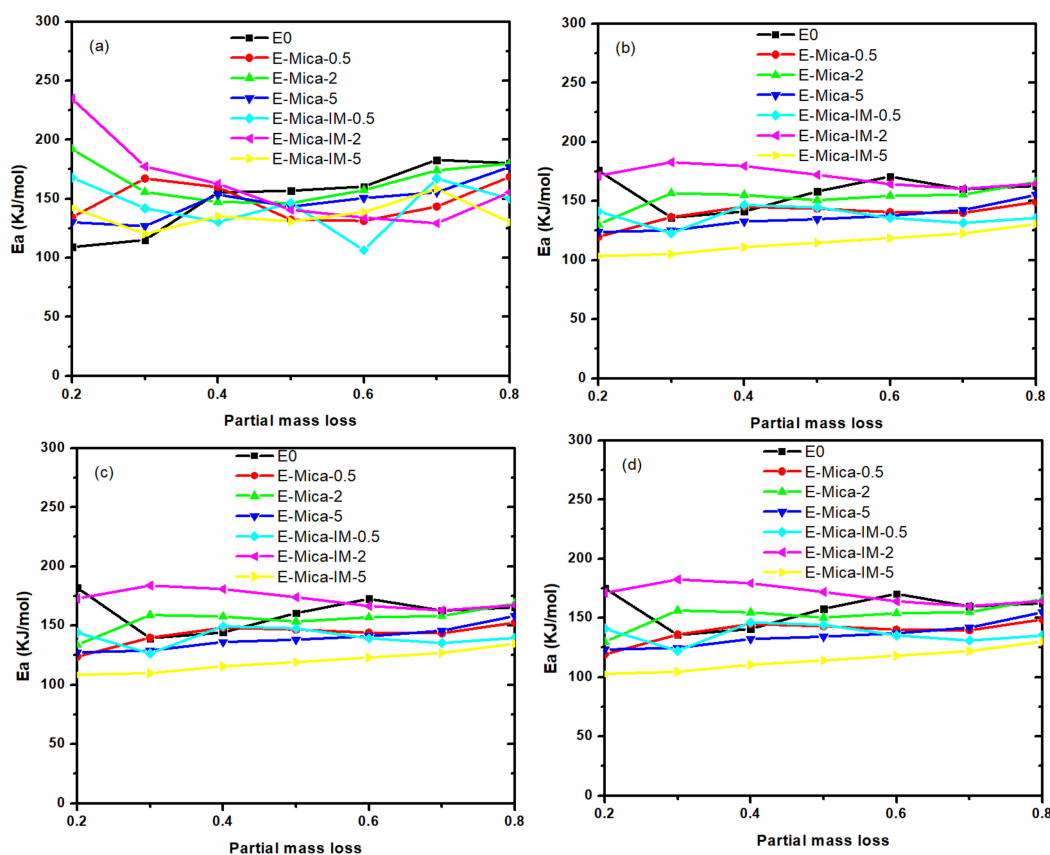 (a)
E0
E-Mica-0.5
E-Mica-2
E-Mica-5
E-Mica-IM-0.5
E-Mica-IM-2
E-Mica-IM-5
300
250
200
150
100
50
0
Ea (KJ/mol)
0.2 0.4 0.6 0.8
Partial mass loss
(b)
E0
E-Mica-0.5
E-Mica-2
E-Mica-5
E-Mica-IM-0.5
E-Mica-IM-2
E-Mica-IM-5
300
250
200
150
100
50
0
Ea (KJ/mol)
0.2 0.4 0.6 0.8
Partial mass loss
(c)
E0
E-Mica-0.5
E-Mica-2
E-Mica-5
E-Mica-IM-0.5
E-Mica-IM-2
E-Mica-IM-5
300
250
200
150
100
50
0
Ea (KJ/mol)
0.2 0.4 0.6 0.8
Partial mass loss
(d)
E0
E-Mica-0.5
E-Mica-2
E-Mica-5
E-Mica-IM-0.5
E-Mica-IM-2
E-Mica-IM-5
300
250
200
150
100
50
0
Ea (KJ/mol)
0.2 0.4 0.6 0.8
Partial mass loss